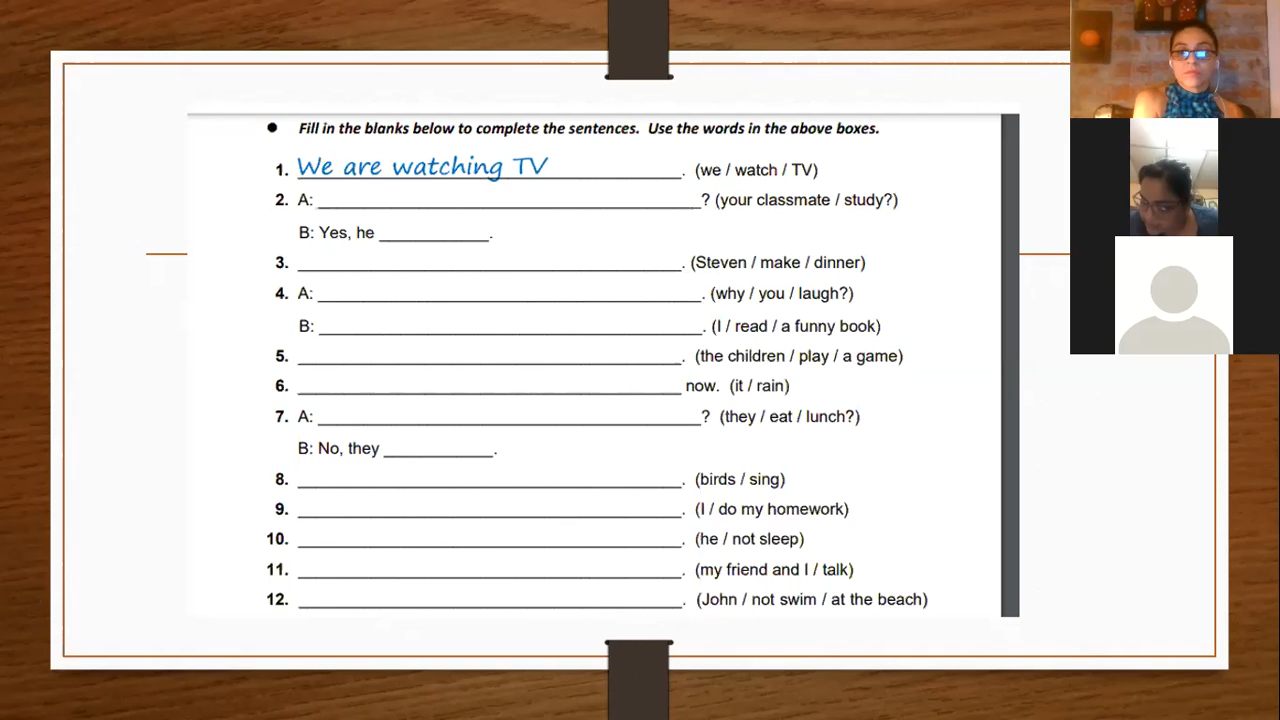 ● Fill in the blanks below to complete the sentences. Use the words in the above boxes.
1. We are watching TV. (we / watch / TV)
2. A: ? (your classmate / study?)
B: Yes, he .
3. . (Steven / make / dinner)
4. A: . (why / you / laugh?)
B: . (I / read / a funny book)
5. . (the children / play / a game)
6. now. (it / rain)
7. A: ? (they / eat / lunch?)
B: No, they .
8. . (birds / sing)
9. . (I / do my homework)
10. . (he / not sleep)
11. . (my friend and I / talk)
12. . (John / not swim / at the beach)